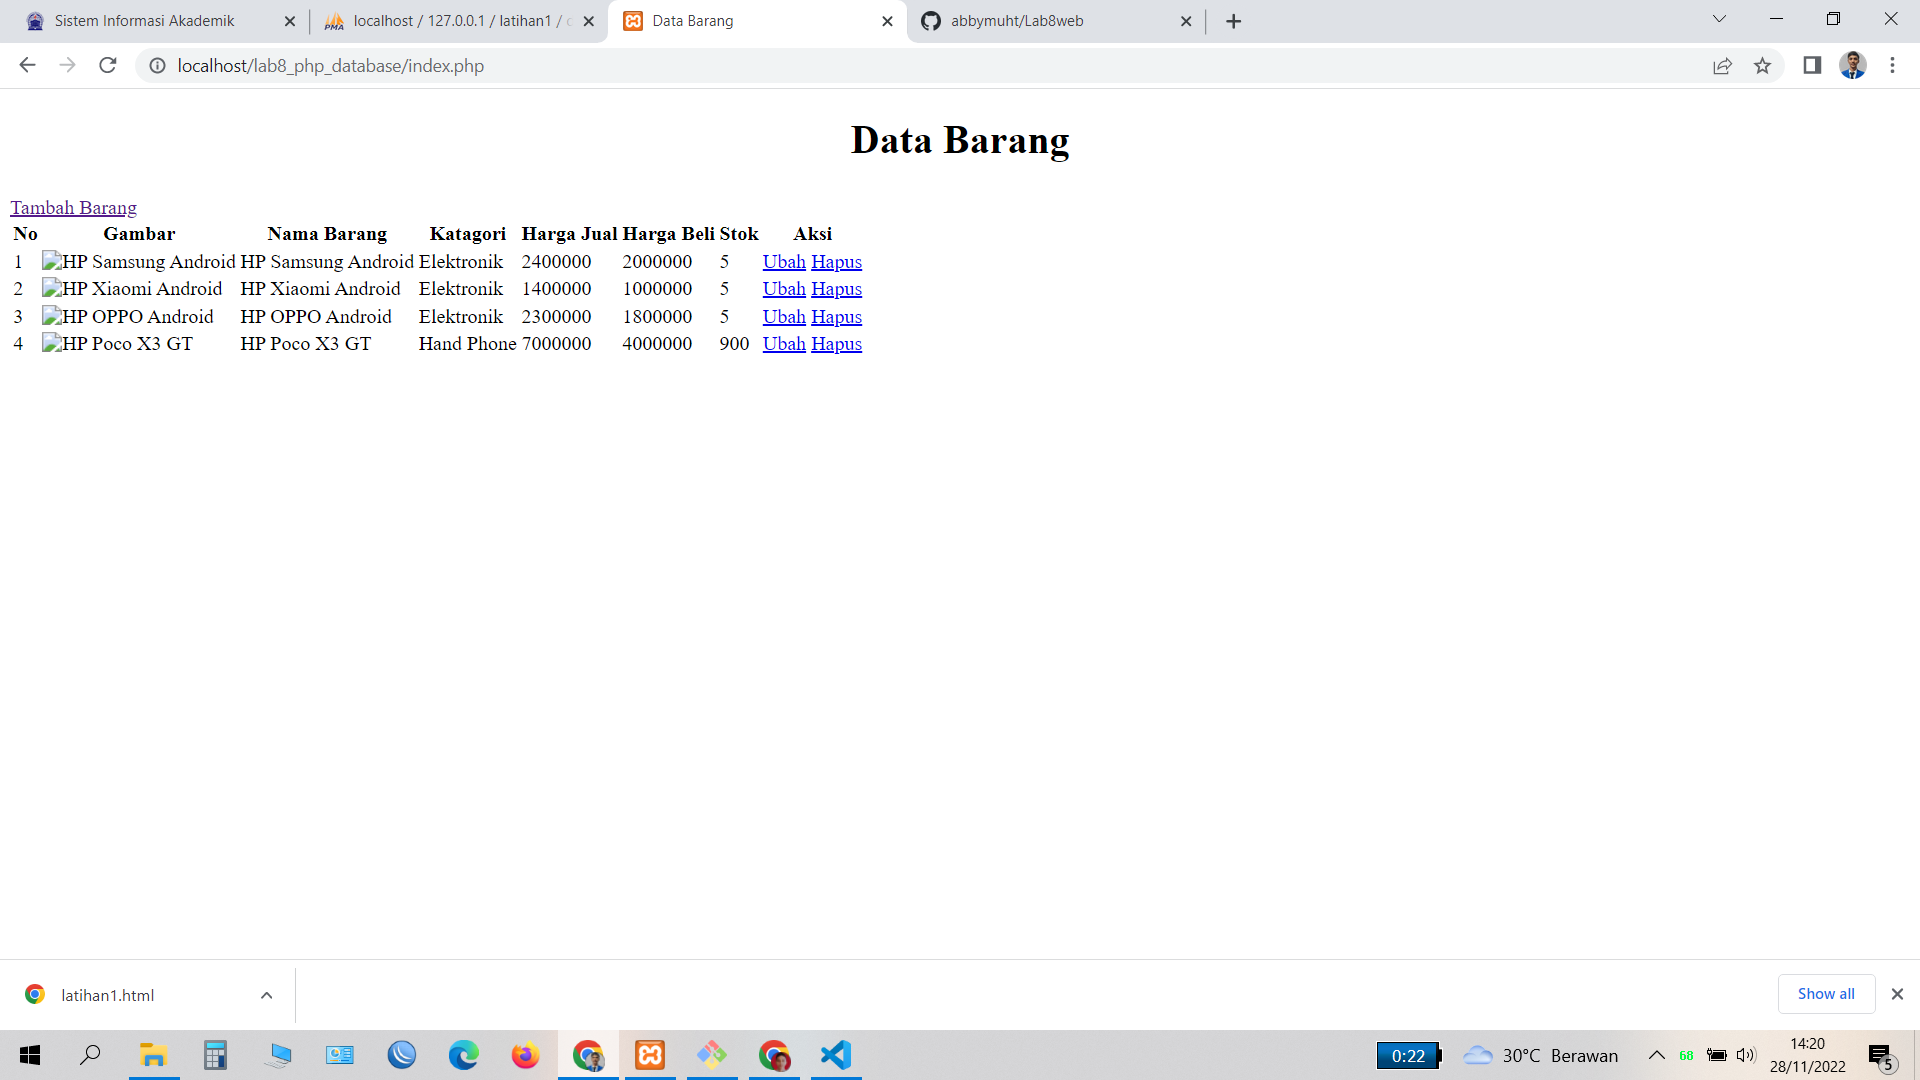 Sistem Informasi Akademik
localhost / 127.0.0.1 / latihan1 /
Data Barang
abbymuht/Lab8web
localhost/lab8_php_database/index.php
Data Barang
Tambah Barang
No Gambar Nama Barang Katagori Harga Jual Harga Beli Stok Aksi
1 HP Samsung Android HP Samsung Android Elektronik 2400000 2000000 5 Ubah Hapus
2 HP Xiaomi Android HP Xiaomi Android Elektronik 1400000 1000000 5 Ubah Hapus
3 HP OPPO Android HP OPPO Android Elektronik 2300000 1800000 5 Ubah Hapus
4 HP Poco X3 GT HP Poco X3 GT Hand Phone 7000000 4000000 900 Ubah Hapus
latihan1.html
Show all
0:22
30°C Berawan
68
14:20
28/11/2022
5
PMA